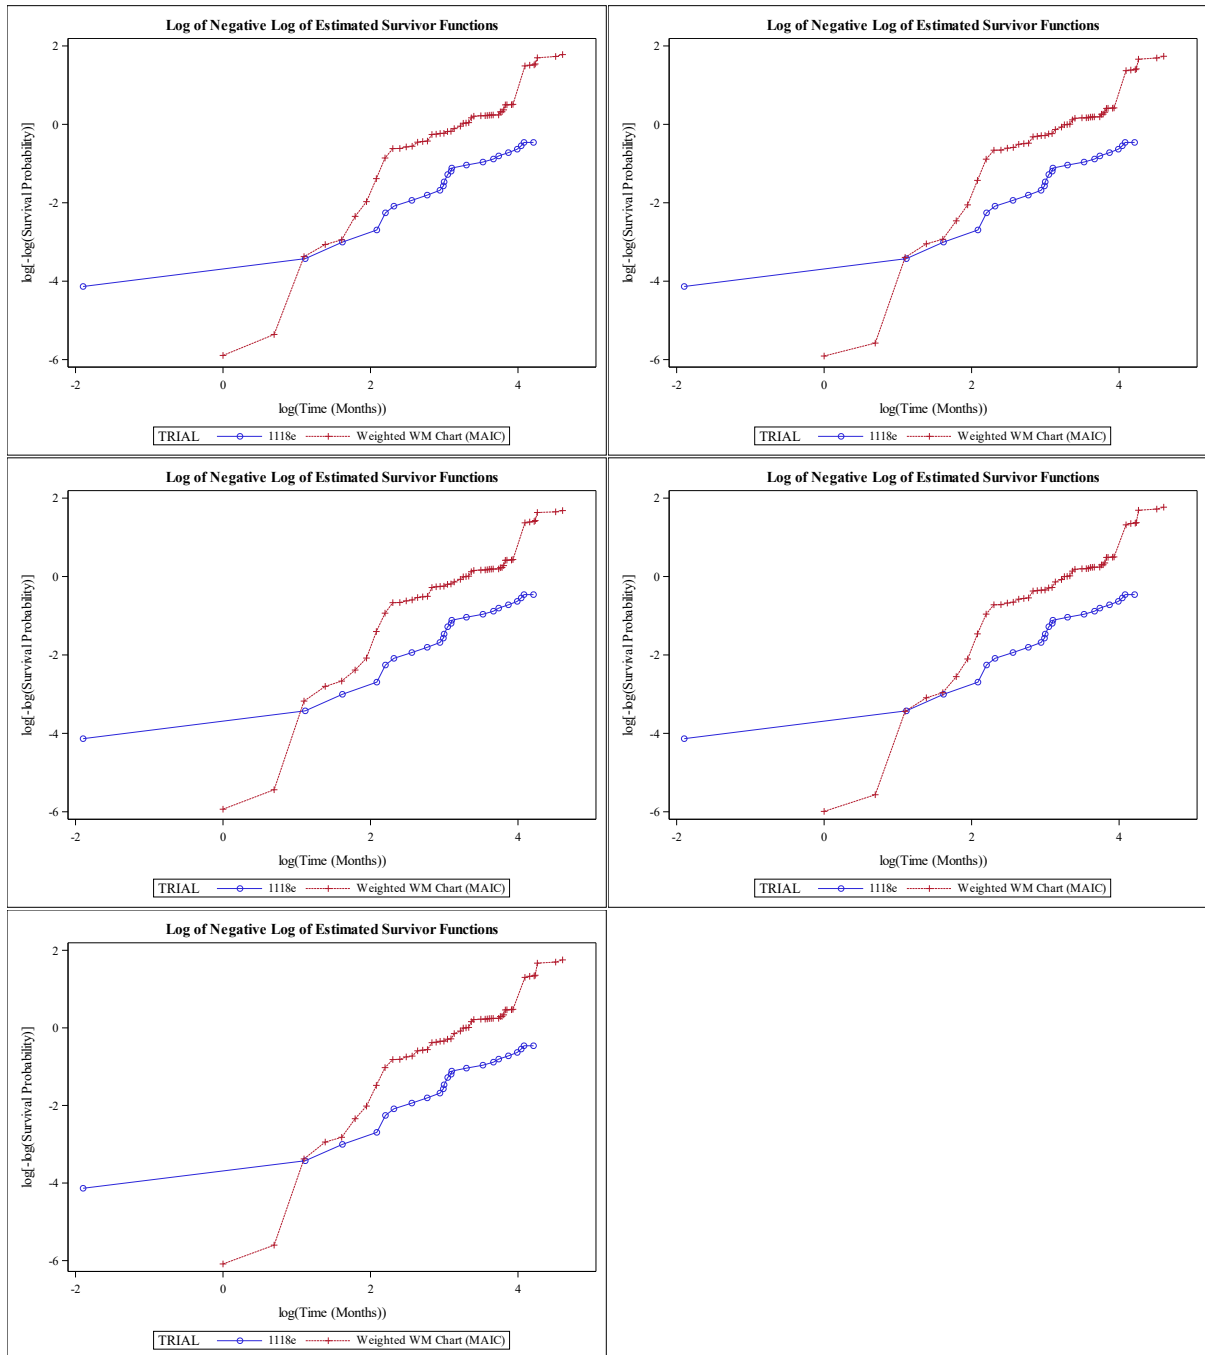 Log of Negative Log of Estimated Survivor Functions
log[-log(Survival Probability)]
2
0
-2
-4
-6
-2 0 2 4
log(Time (Months))
TRIAL 1118e Weighted WM Chart (MAIC)
Log of Negative Log of Estimated Survivor Functions
log[-log(Survival Probability)]
2
0
-2
-4
-6
-2 0 2 4
log(Time (Months))
TRIAL 1118e Weighted WM Chart (MAIC)
Log of Negative Log of Estimated Survivor Functions
log[-log(Survival Probability)]
2
0
-2
-4
-6
-2 0 2 4
log(Time (Months))
TRIAL 1118e Weighted WM Chart (MAIC)
Log of Negative Log of Estimated Survivor Functions
log[-log(Survival Probability)]
2
0
-2
-4
-6
-2 0 2 4
log(Time (Months))
TRIAL 1118e Weighted WM Chart (MAIC)
Log of Negative Log of Estimated Survivor Functions
log[-log(Survival Probability)]
2
0
-2
-4
-6
-2 0 2 4
log(Time (Months))
TRIAL 1118e Weighted WM Chart (MAIC)